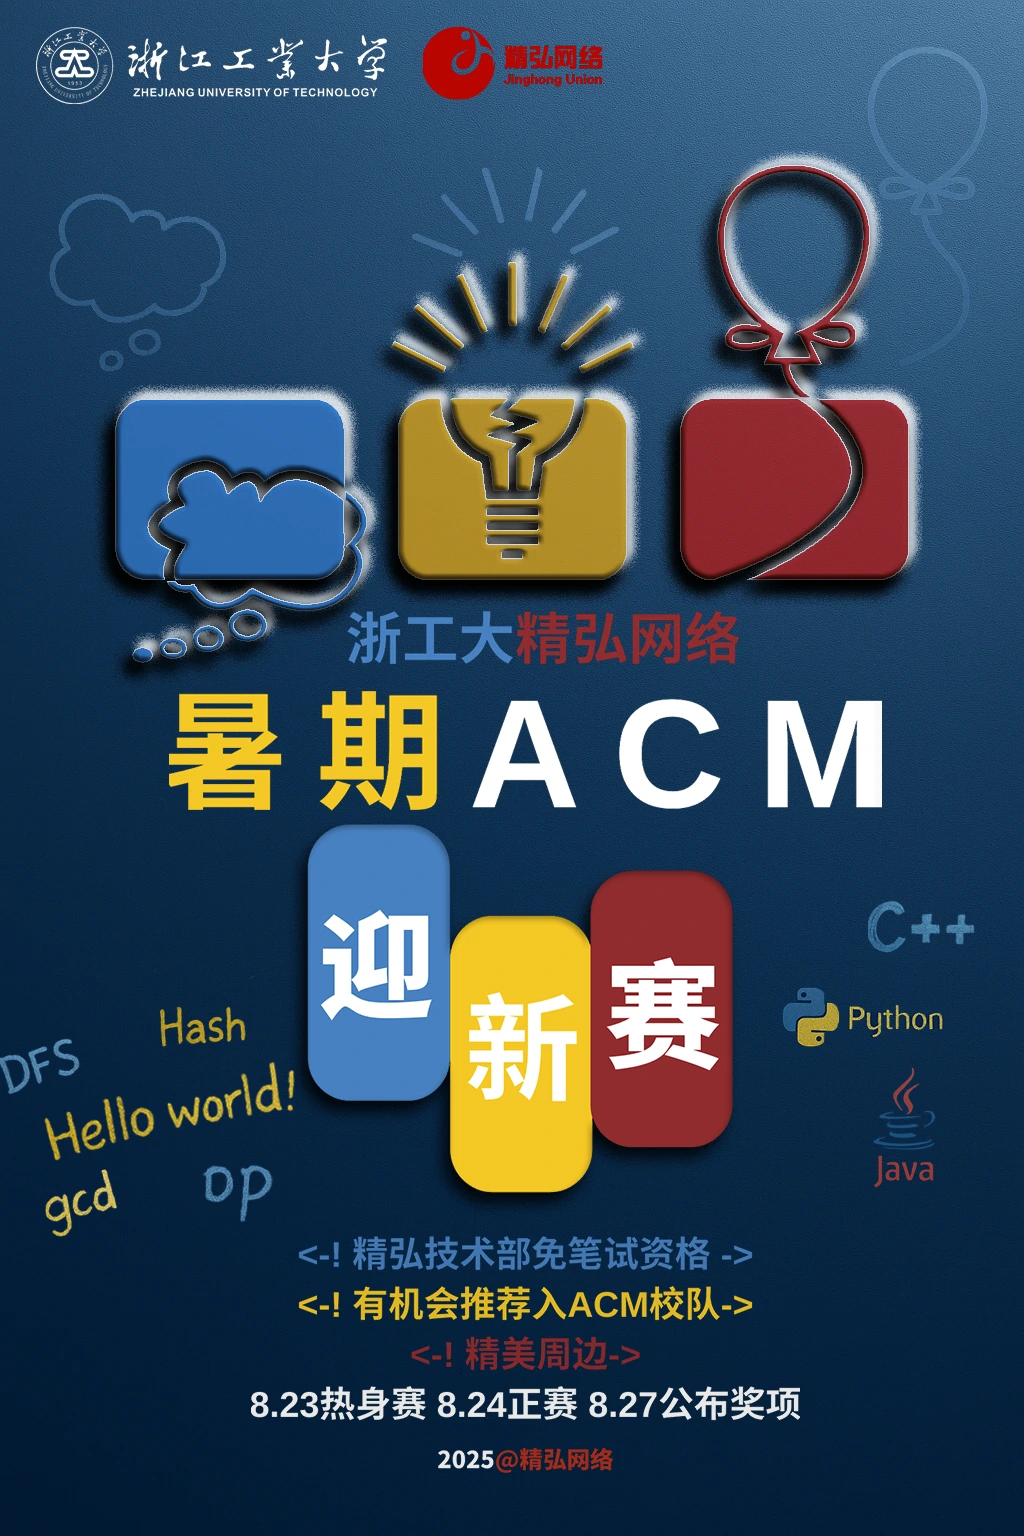 浙江工業大学
ZHEJIANG UNIVERSITY OF TECHNOLOGY
精弘网络
Jinghong Union
浙工大精弘网络
暑期ACM
迎新赛
C++
Python
Java
Hash
DFS
Hello world!
gcd
op
<-! 精弘技术部免笔试资格 ->
<-! 有机会推荐入ACM校队->
<-! 精美周边->
8.23热身赛 8.24正赛 8.27公布奖项
2025@精弘网络